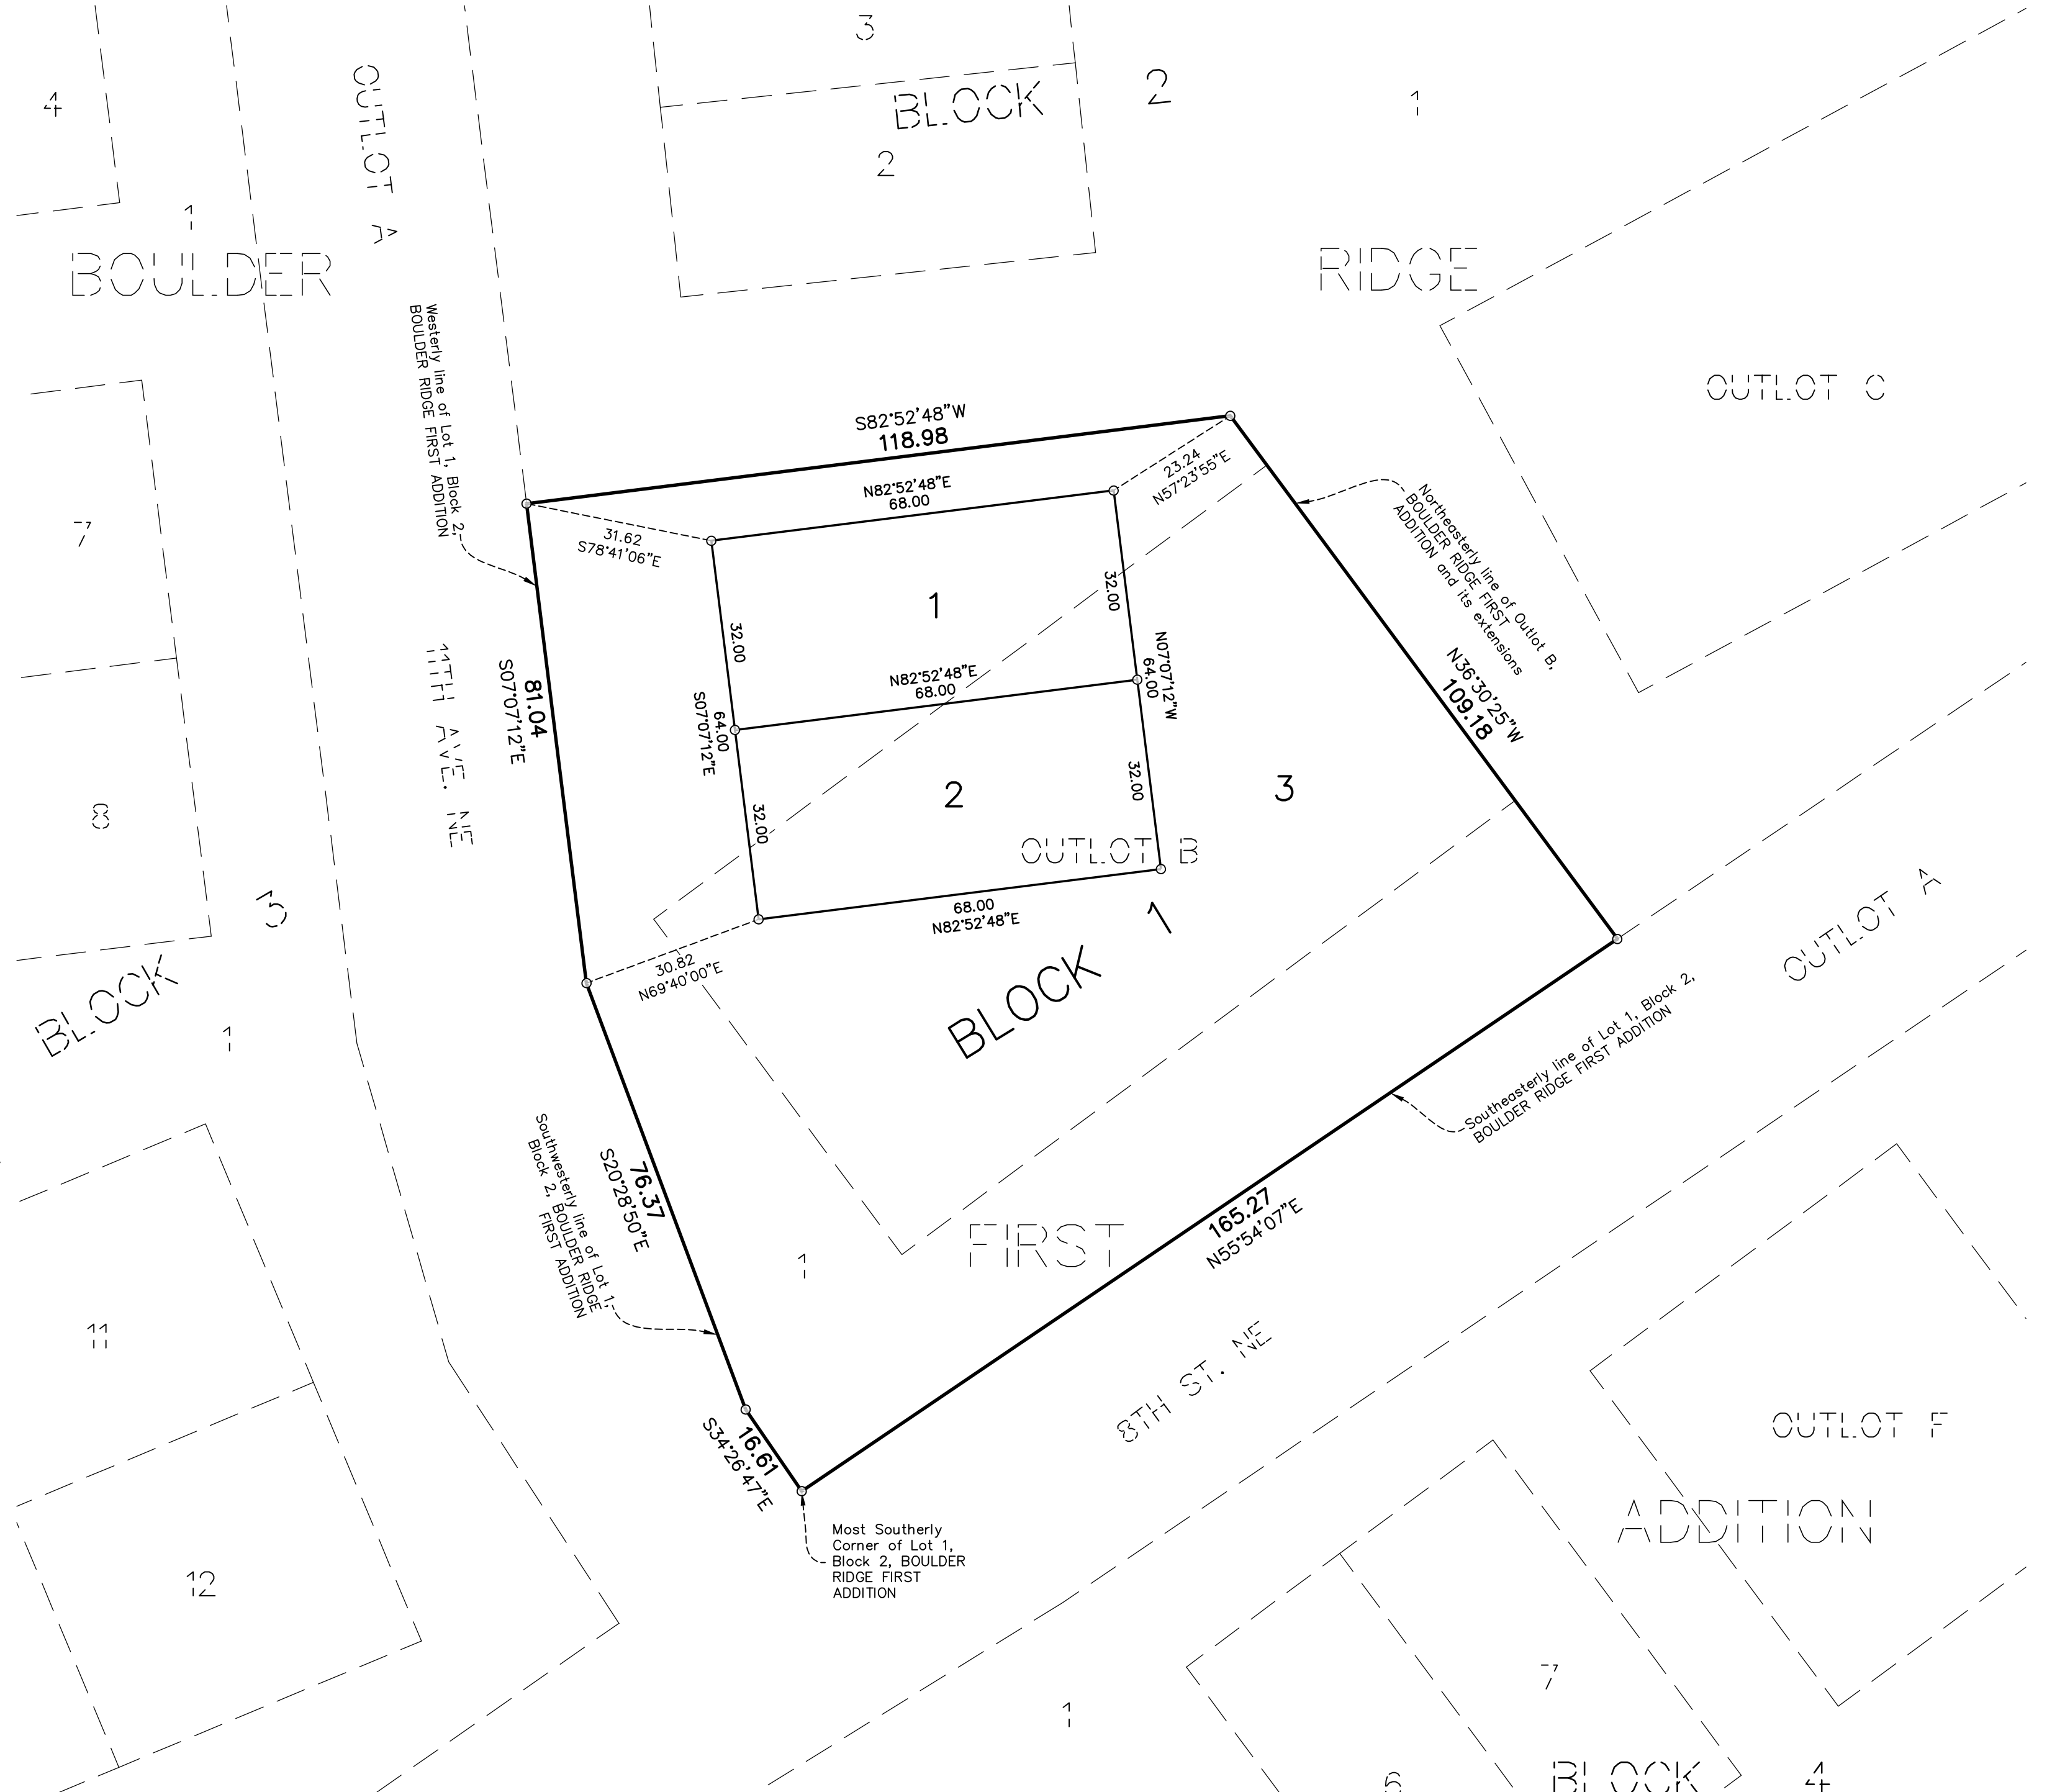 3
4
OUTLOT A
BLOCK 2
1
2
1
BOULDER
RIDGE
Westerly line of Lot 1, Block 2,
BOULDER RIDGE FIRST ADDITION
OUTLOT C
S82°52'48"W
118.98
23.24
N57°23'55"E
N82°52'48"E
68.00
Northeasterly line of Outlot B,
BOULDER RIDGE FIRST
ADDITION and its extensions
7
31.62
S78°41'06"E
1
32.00
32.00
11TH AVE. NE
81.04
S07°07'12"E
64.00
S07°07'12"E
N82°52'48"E
68.00
N07°07'12"W
64.00
N36°30'25"W
109.18
8
32.00
2
32.00
3
OUTLOT B
3
BLOCK
68.00
N82°52'48"E
1
BLOCK
OUTLOT A
30.82
N69°40'00"E
1
Southeasterly line of Lot 1, Block 2,
BOULDER RIDGE FIRST ADDITION
Southwesterly line of Lot 1,
Block 2, BOULDER RIDGE
FIRST ADDITION
76.37
S20°28'50"E
165.27
N55°54'07"E
1
FIRST
11
8TH ST. NE
16.61
S34°26'47"E
OUTLOT F
ADDITION
Most Southerly
Corner of Lot 1,
Block 2, BOULDER
RIDGE FIRST
ADDITION
12
1
7
6
BLOCK 4